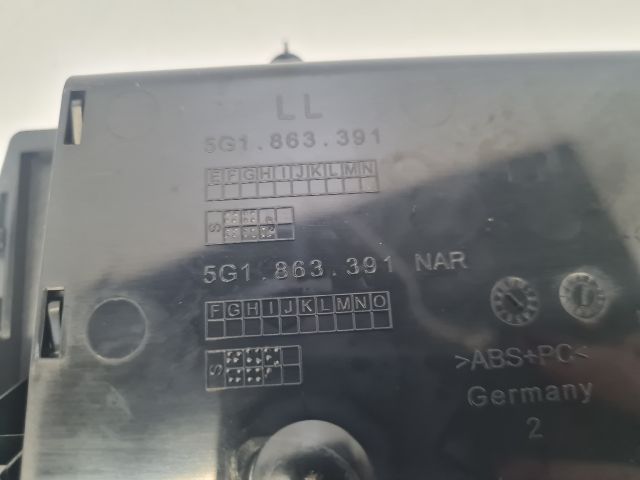 LL
5G1.863.391
EFGHIJKLMN
S
5G1.863.391 NAR
FGHIJKLMNO
S
>ABS+PC<
Germany
2